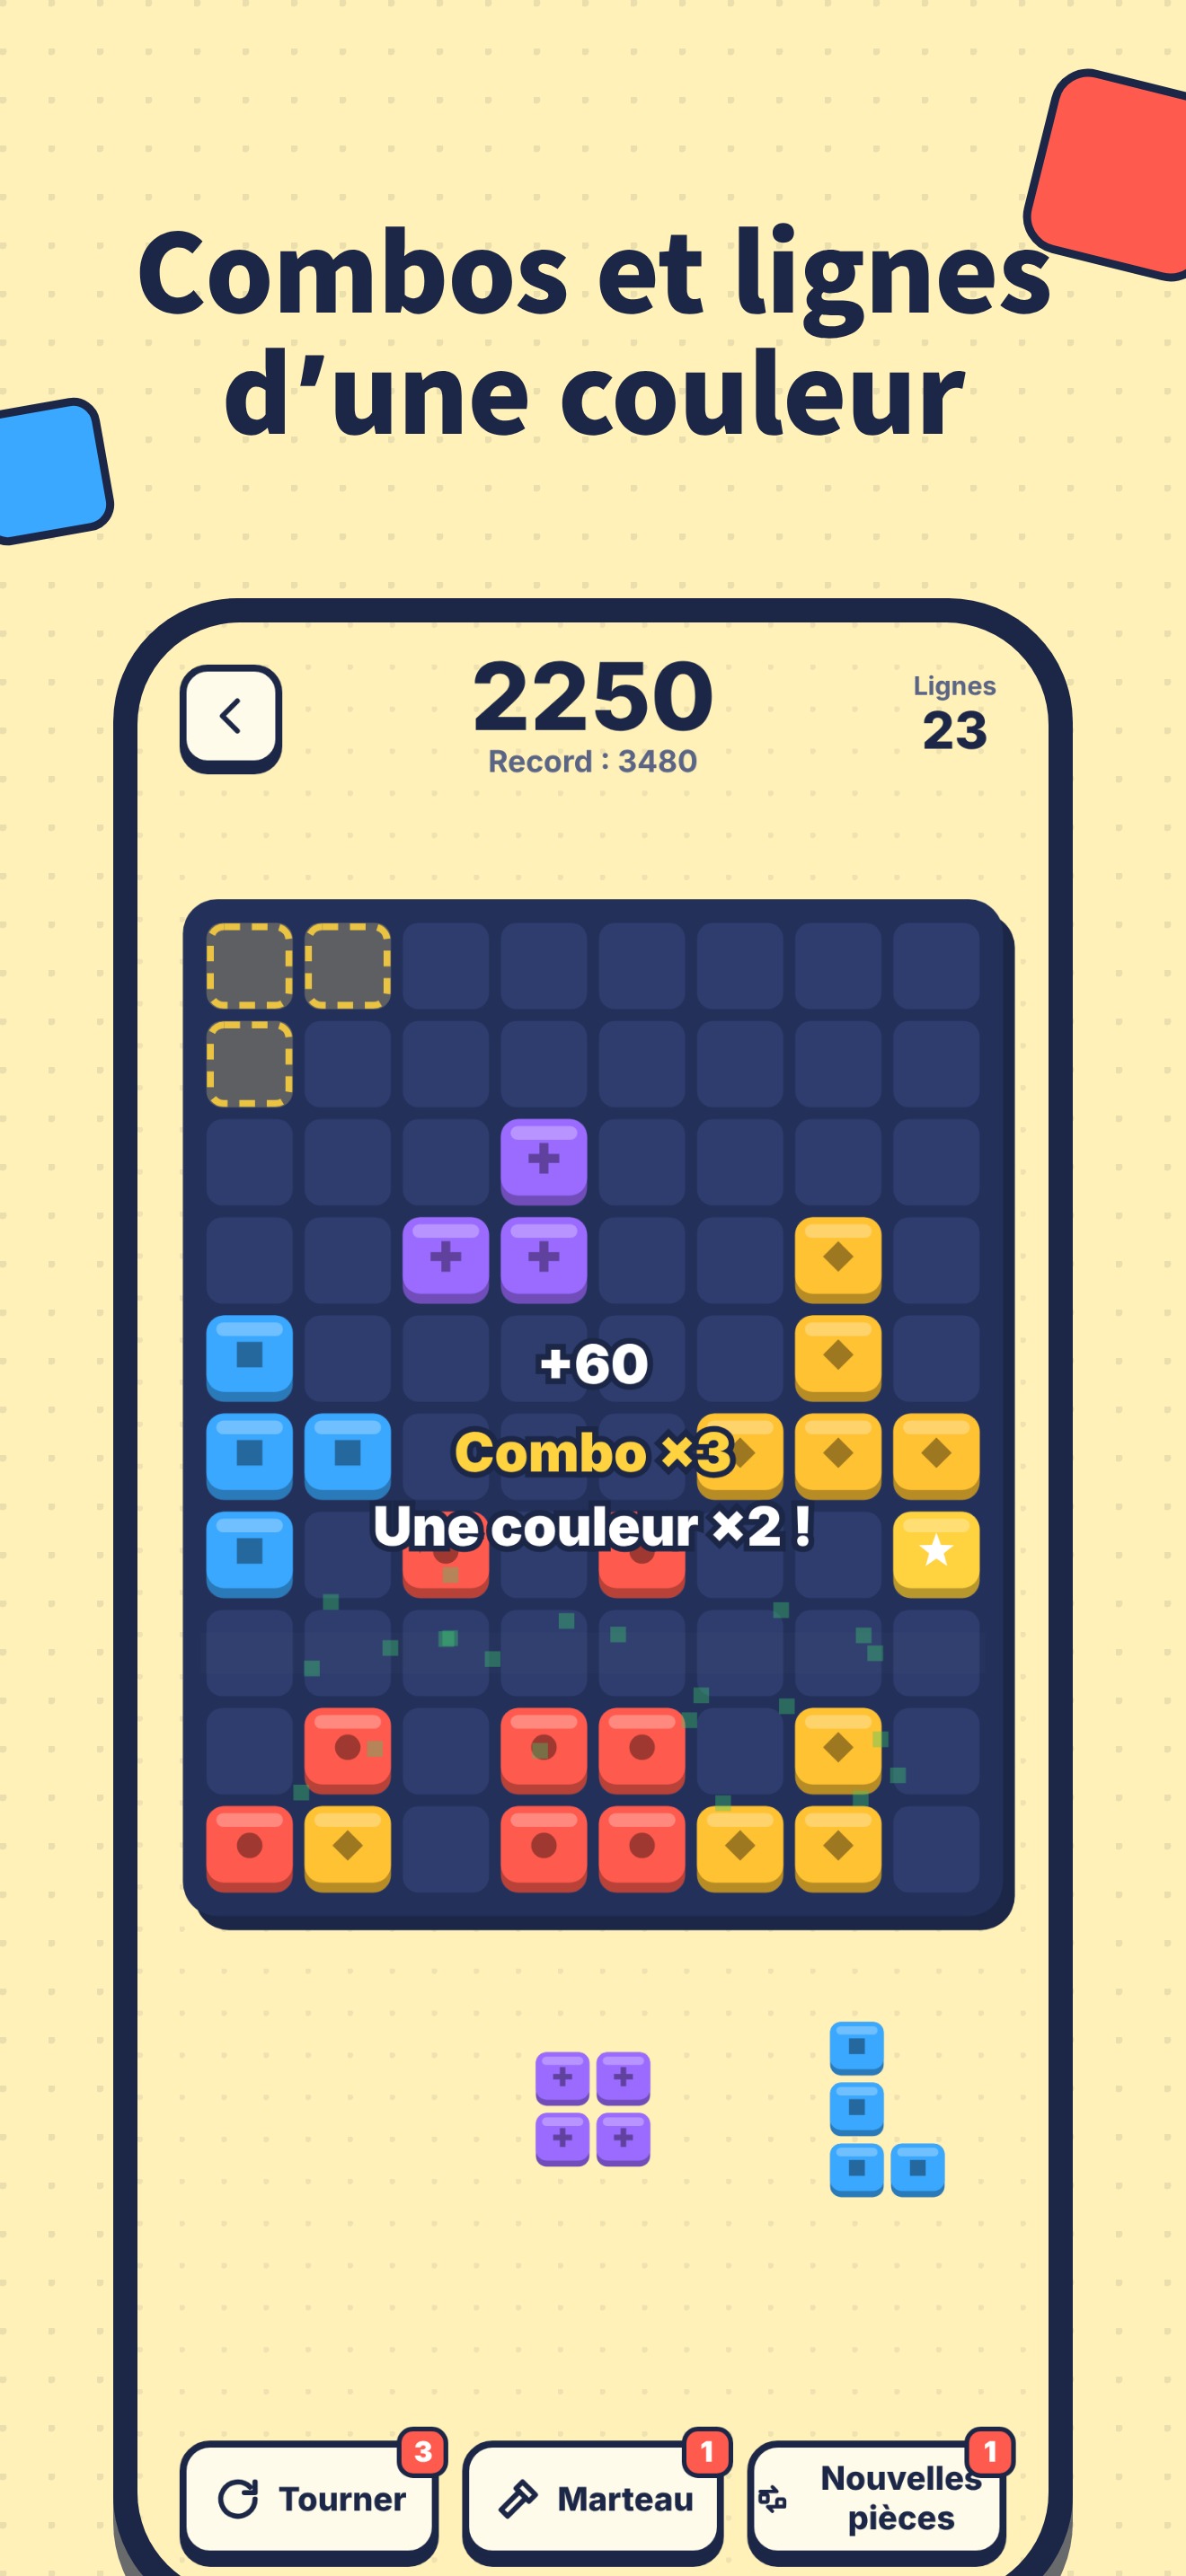 Combos et lignes
d’une couleur
2250
Record : 3480
Lignes
23
+60
Combo ×3
Une couleur ×2 !
Tourner
3
Marteau
1
Nouvelles
pièces
1